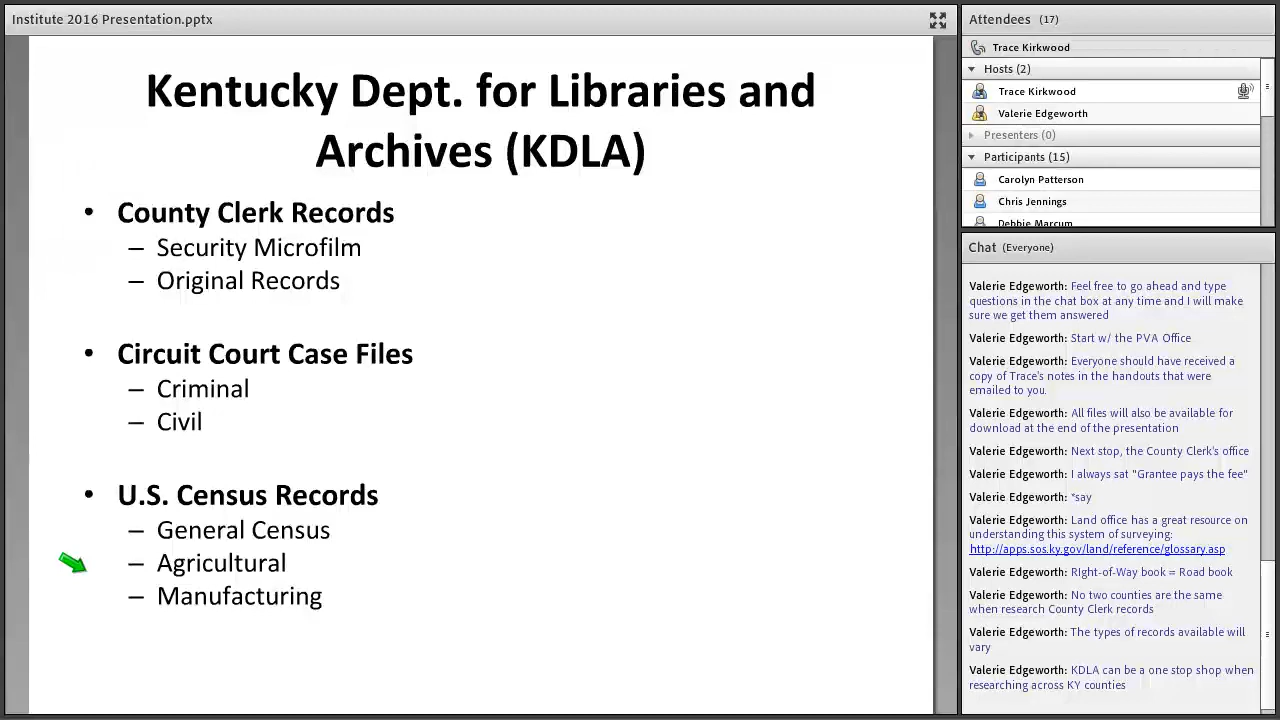 Institute 2016 Presentation.pptx
Kentucky Dept. for Libraries and
Archives (KDLA)
• County Clerk Records
– Security Microfilm
– Original Records
• Circuit Court Case Files
– Criminal
– Civil
• U.S. Census Records
– General Census
– Agricultural
– Manufacturing
Attendees (17)
Trace Kirkwood
Hosts (2)
Trace Kirkwood
Valerie Edgeworth
Presenters (0)
Participants (15)
Carolyn Patterson
Chris Jennings
Debbie Marcum
Chat (Everyone)
Valerie Edgeworth: Feel free to go ahead and type
questions in the chat box at any time and I will make
sure we get them answered
Valerie Edgeworth: Start w/ the PVA Office
Valerie Edgeworth: Everyone should have received a
copy of Trace's notes in the handouts that were
emailed to you.
Valerie Edgeworth: All files will also be available for
download at the end of the presentation
Valerie Edgeworth: Next stop, the County Clerk's office
Valerie Edgeworth: I always sat "Grantee pays the fee"
Valerie Edgeworth: *say
Valerie Edgeworth: Land office has a great resource on
understanding this system of surveying:
http://apps.sos.ky.gov/land/reference/glossary.asp
Valerie Edgeworth: RIght-of-Way book = Road book
Valerie Edgeworth: No two counties are the same
when research County Clerk records
Valerie Edgeworth: The types of records available will
vary
Valerie Edgeworth: KDLA can be a one stop shop when
researching across KY counties